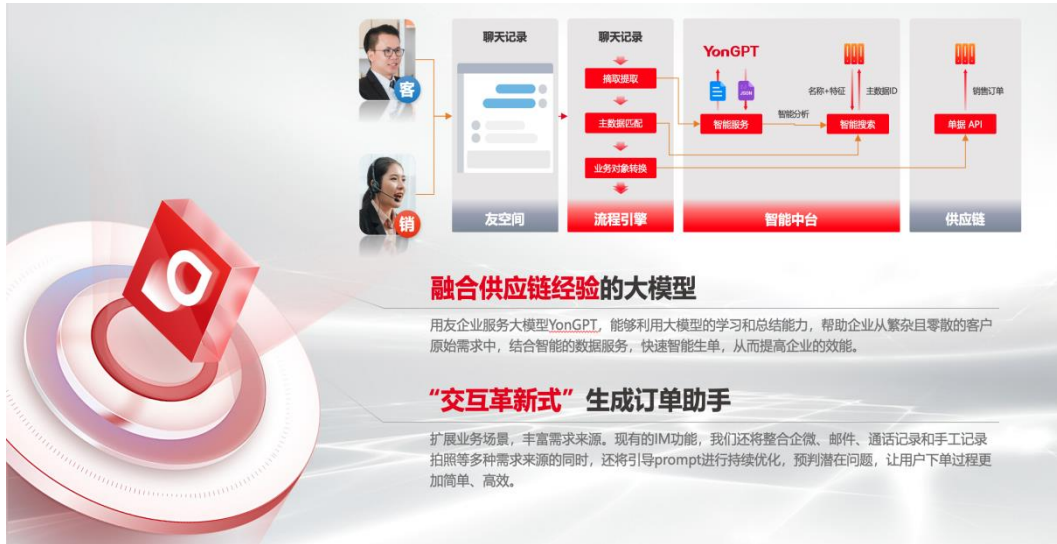 聊天记录
聊天记录
YonGPT
客
摘取提取
JSON
名称+特征
主数据ID
销售订单
主数据匹配
智能服务
智能分析
智能搜索
单据 API
业务对象转换
销
友空间
流程引擎
智能中台
供应链
融合供应链经验的大模型
用友企业服务大模型YonGPT，能够利用大模型的学习和总结能力，帮助企业从繁杂且零散的客户
原始需求中，结合智能的数据服务，快速智能生单，从而提高企业的效能。
“交互革新式”生成订单助手
扩展业务场景，丰富需求来源。现有的IM功能，我们还将整合企微、邮件、通话记录和手工记录
拍照等多种需求来源的同时，还将引导prompt进行持续优化，预判潜在问题，让用户下单过程更
加简单、高效。